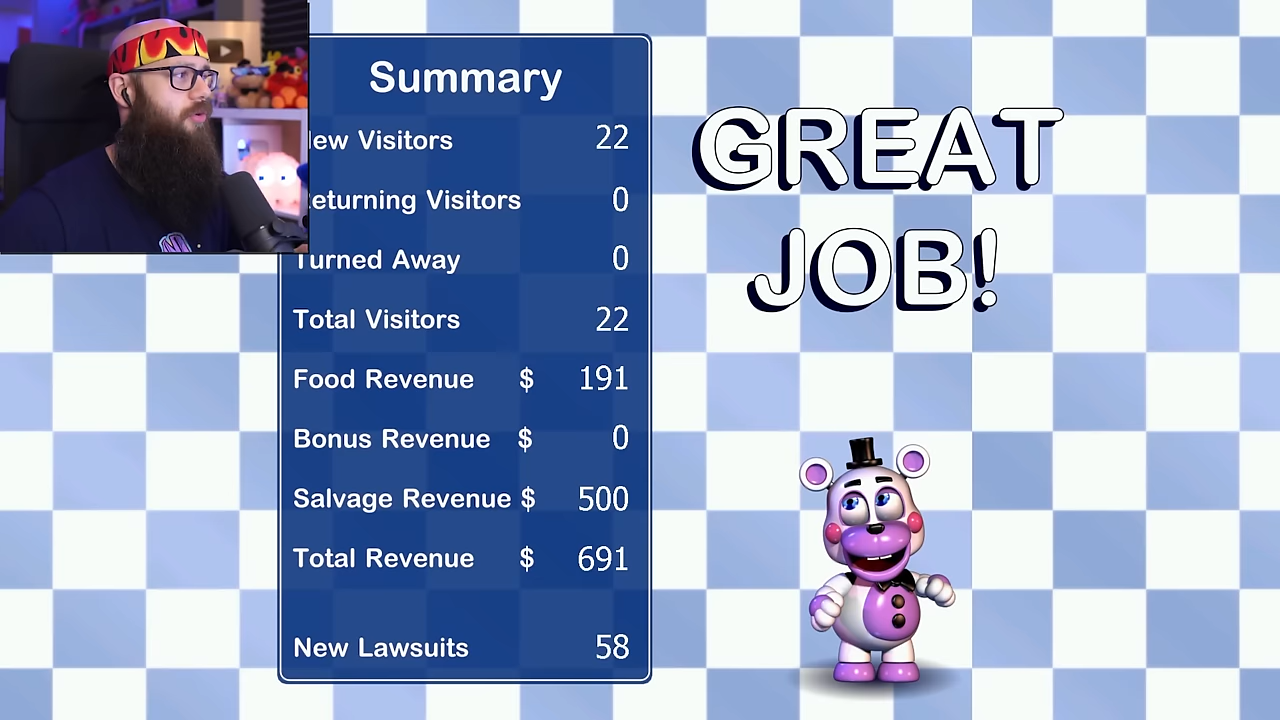 Summary
ew Visitors 22
eturning Visitors 0
Turned Away 0
Total Visitors 22
Food Revenue $ 191
Bonus Revenue $ 0
Salvage Revenue $ 500
Total Revenue $ 691
New Lawsuits 58
GREAT
JOB!